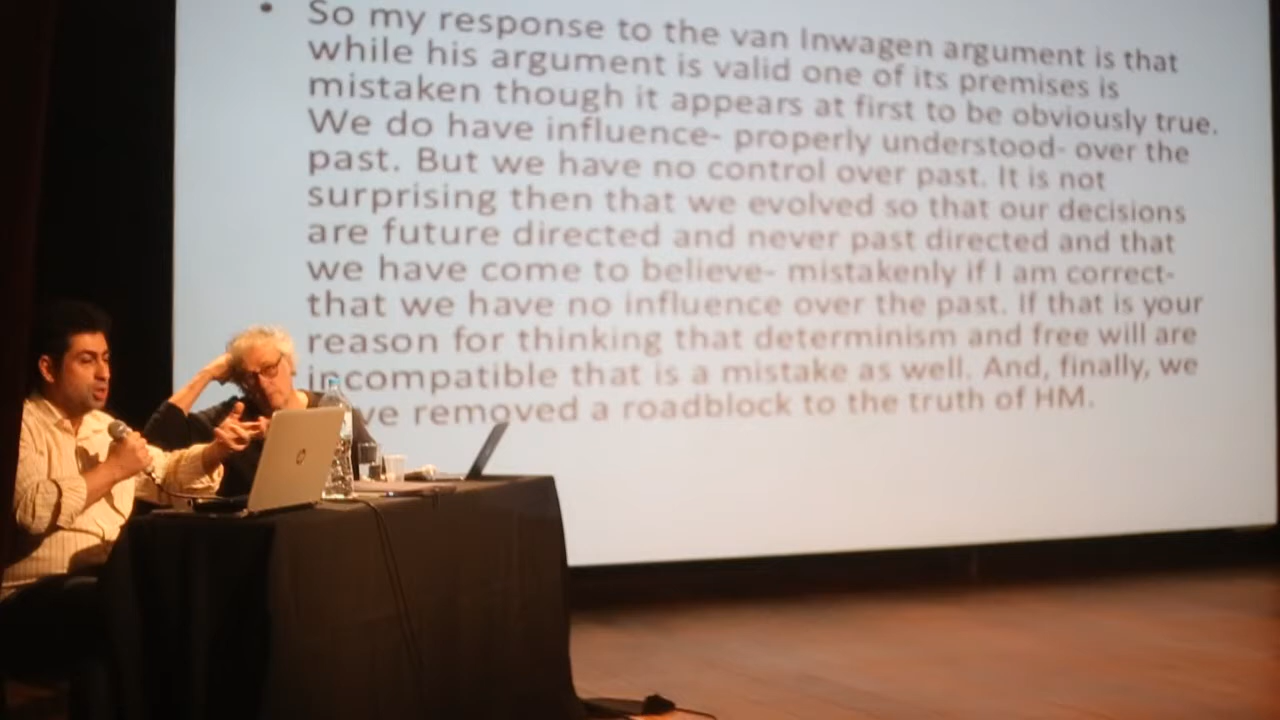 • So my response to the van Inwagen argument is that
while his argument is valid one of its premises is
mistaken though it appears at first to be obviously true.
We do have influence- properly understood- over the
past. But we have no control over past. It is not
surprising then that we evolved so that our decisions
are future directed and never past directed and that
we have come to believe- mistakenly if I am correct-
that we have no influence over the past. If that is your
reason for thinking that determinism and free will are
incompatible that is a mistake as well. And, finally, we
ve removed a roadblock to the truth of HM.
hp